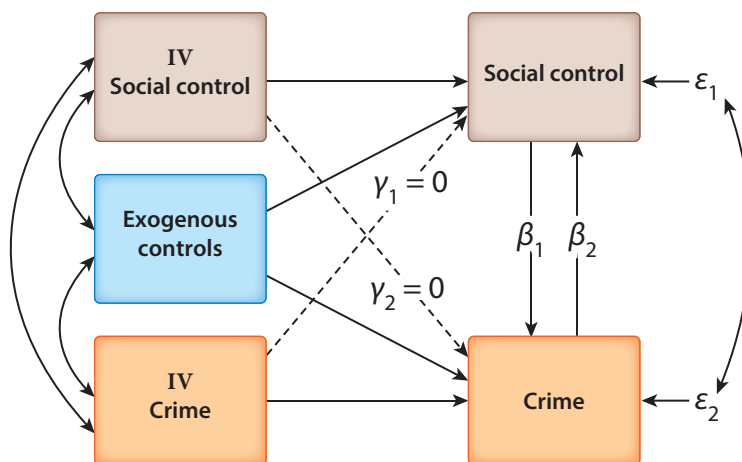 IV
Social control
Social control
ε1
Exogenous
controls
γ1 = 0
β1
β2
γ2 = 0
IV
Crime
Crime
ε2